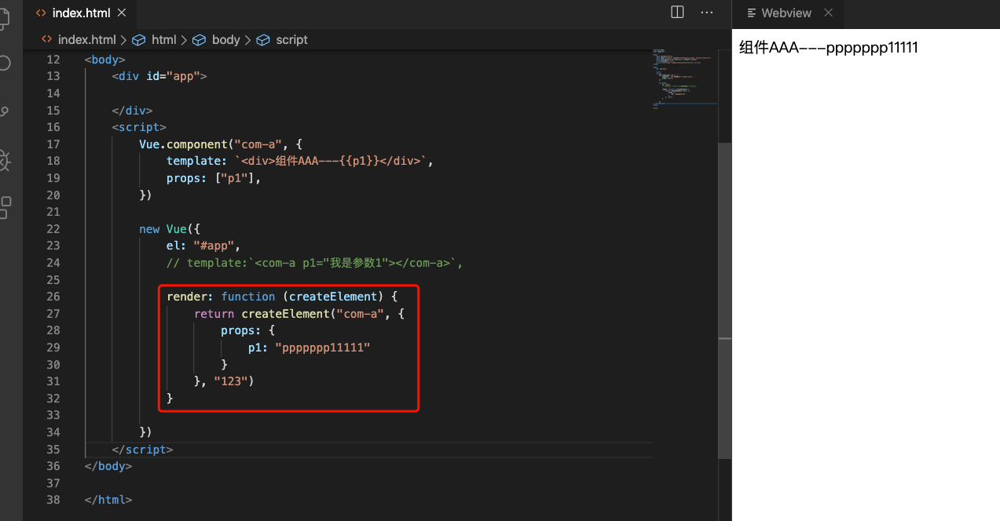 index.html
Webview
index.html > html > body > script
组件AAA---ppppppp11111
12 <body>
13 <div id="app">
14
15 </div>
16 <script>
17 Vue.component("com-a", {
18 template: `<div>组件AAA---{{p1}}</div>`,
19 props: ["p1"],
20 })
21
22 new Vue({
23 el: "#app",
24 // template:`<com-a p1="我是参数1"></com-a>`,
25
26 render: function (createElement) {
27 return createElement("com-a", {
28 props: {
29 p1: "ppppppp11111"
30 }
31 }, "123")
32 }
33
34 })
35 </script>
36 </body>
37
38 </html>